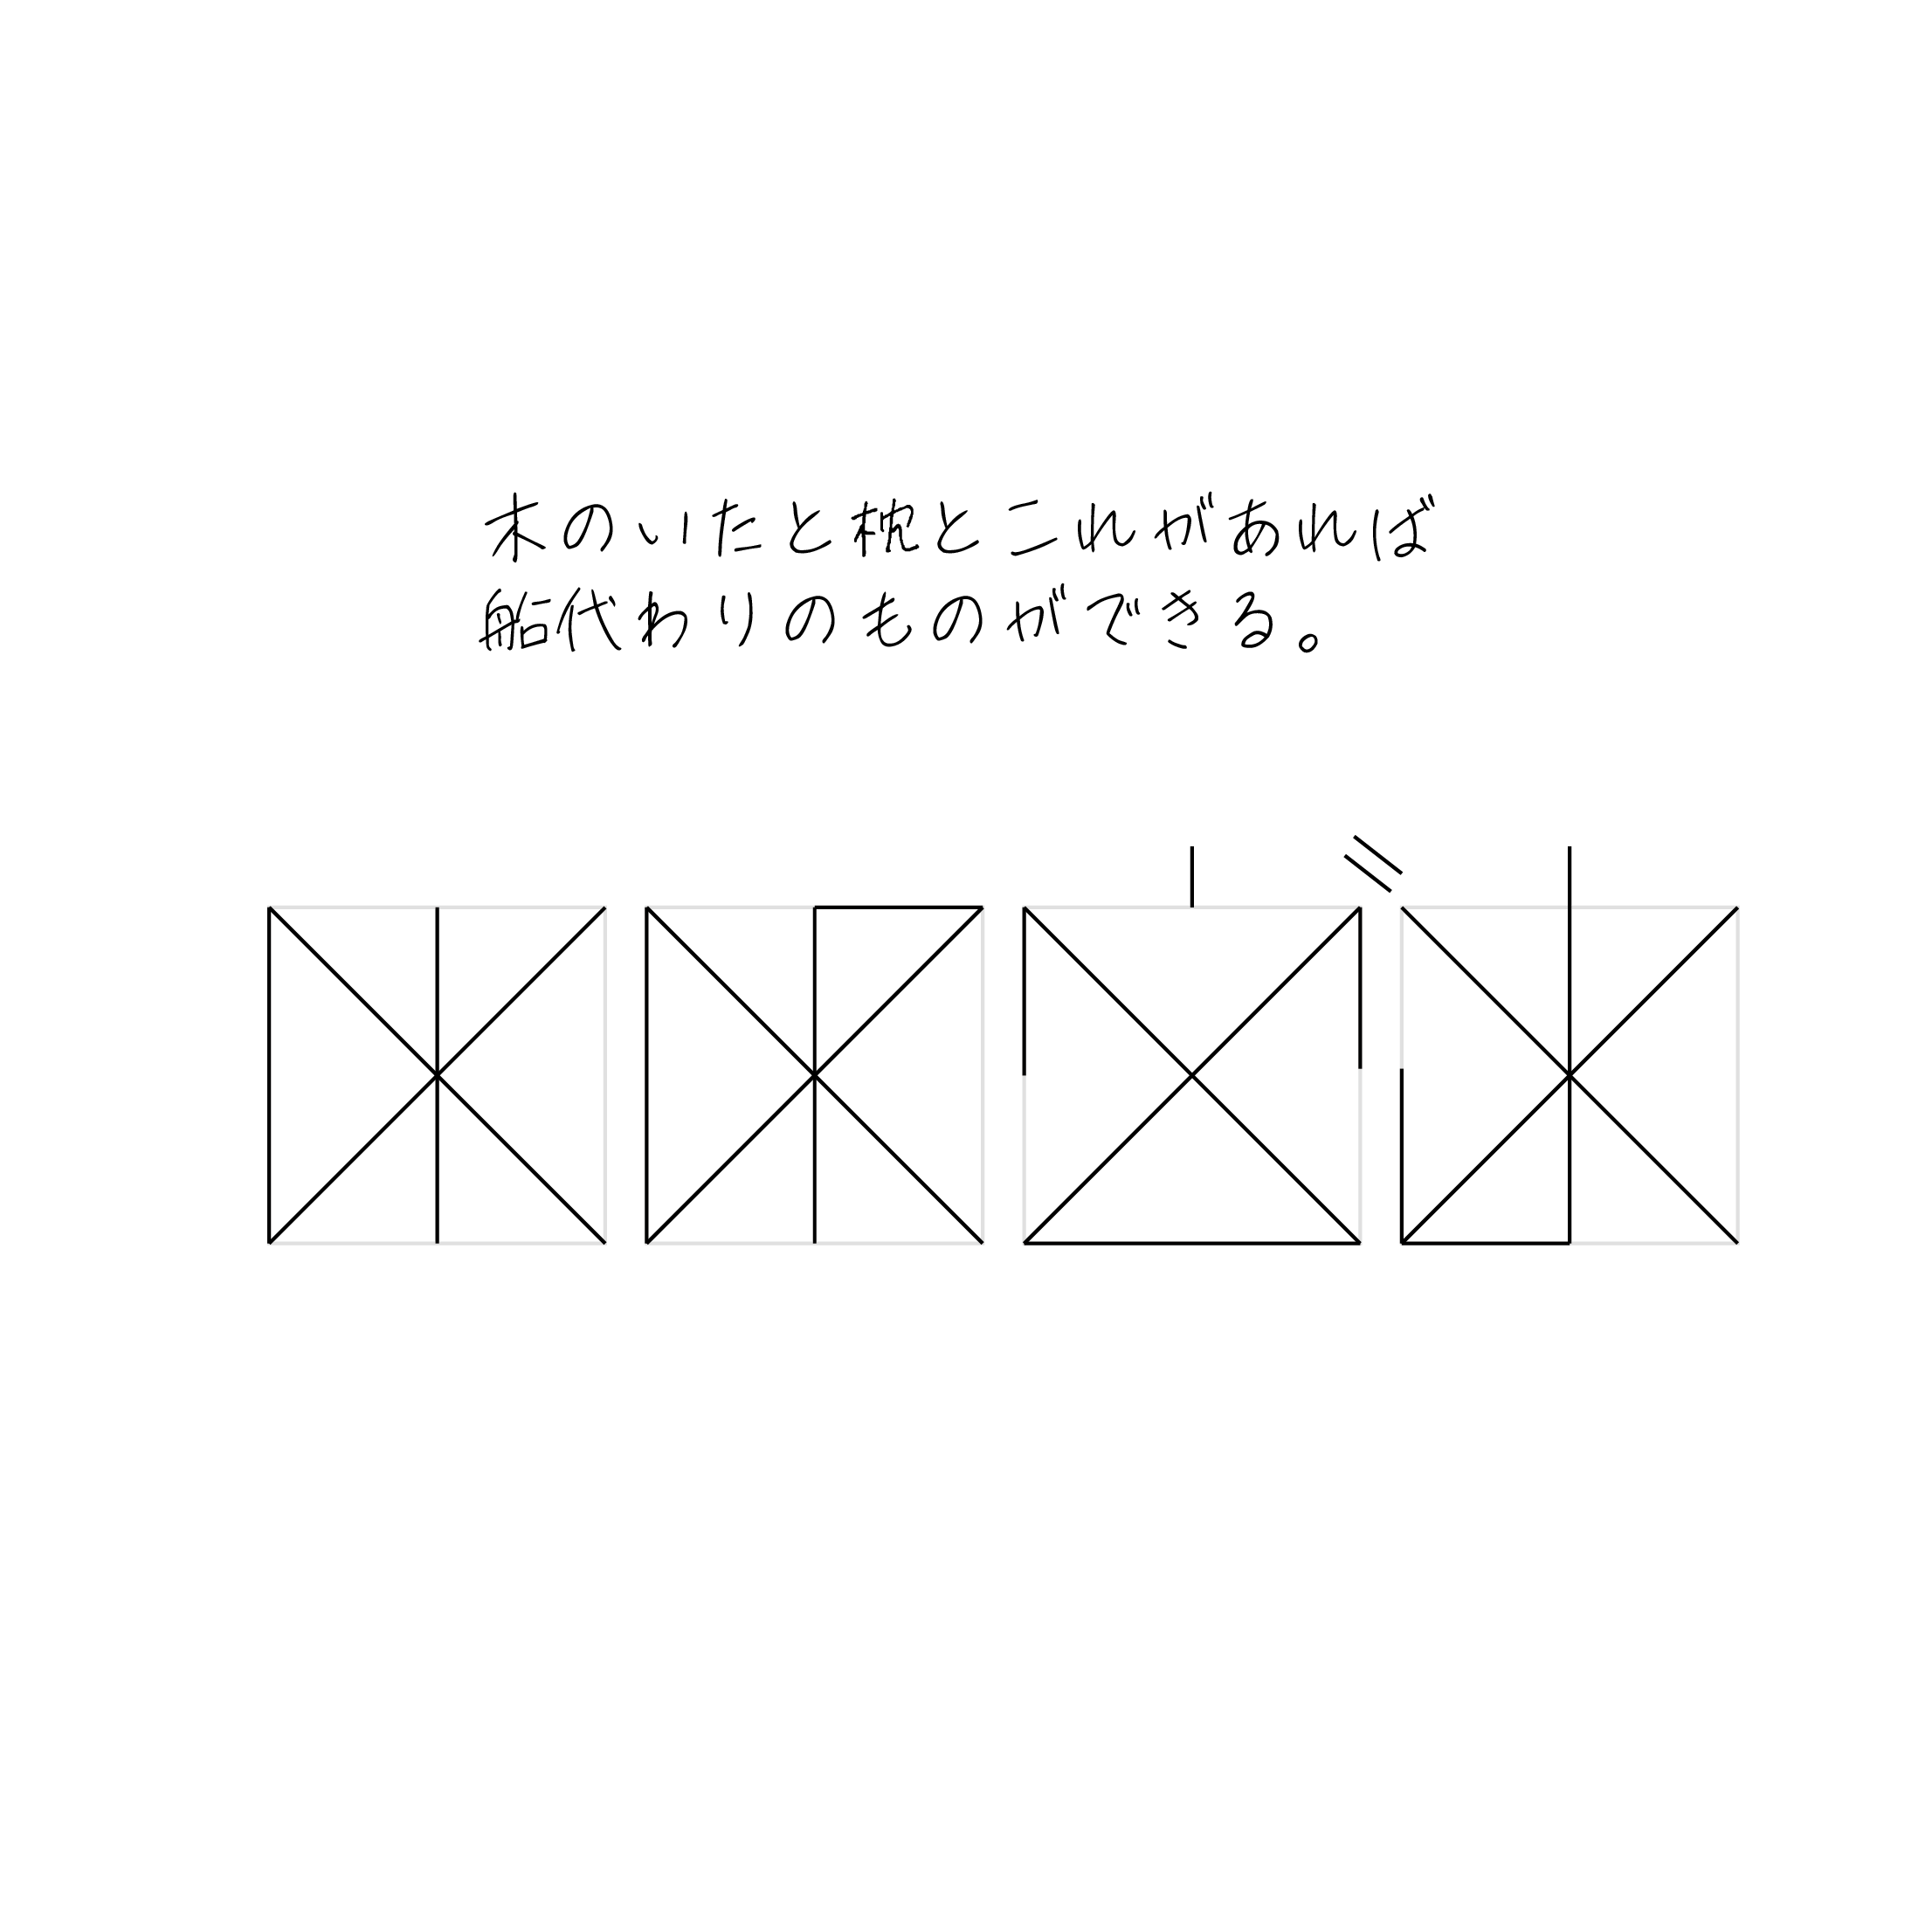 木のいたと枕とこれがあれば
船代わりのものができる。